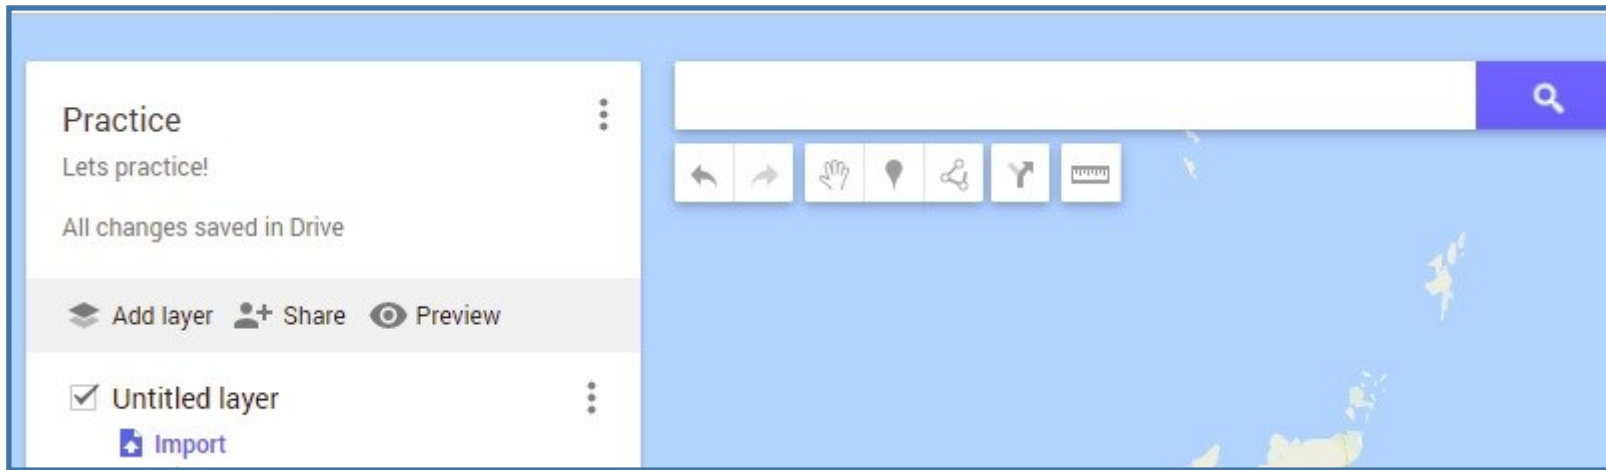 Practice
Lets practice!
All changes saved in Drive
Add layer Share Preview
Untitled layer
Import